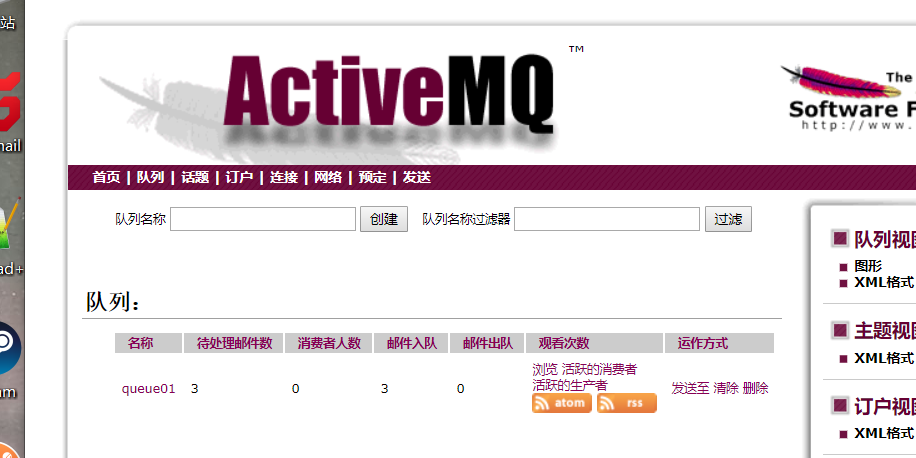 站
ActiveMQ™
The
Software F
http://www.
mail
首页 | 队列 | 话题 | 订户 | 连接 | 网络 | 预定 | 发送
队列名称 创建 队列名称过滤器 过滤
队列视图
图形
XML格式
ad+
队列：
主题视图
XML格式
名称 待处理邮件数 消费者人数 邮件入队 邮件出队 观看次数 运作方式
queue01 3 0 3 0 浏览 活跃的消费者 发送至 清除 删除
活跃的生产者
atom rss
订户视图
XML格式